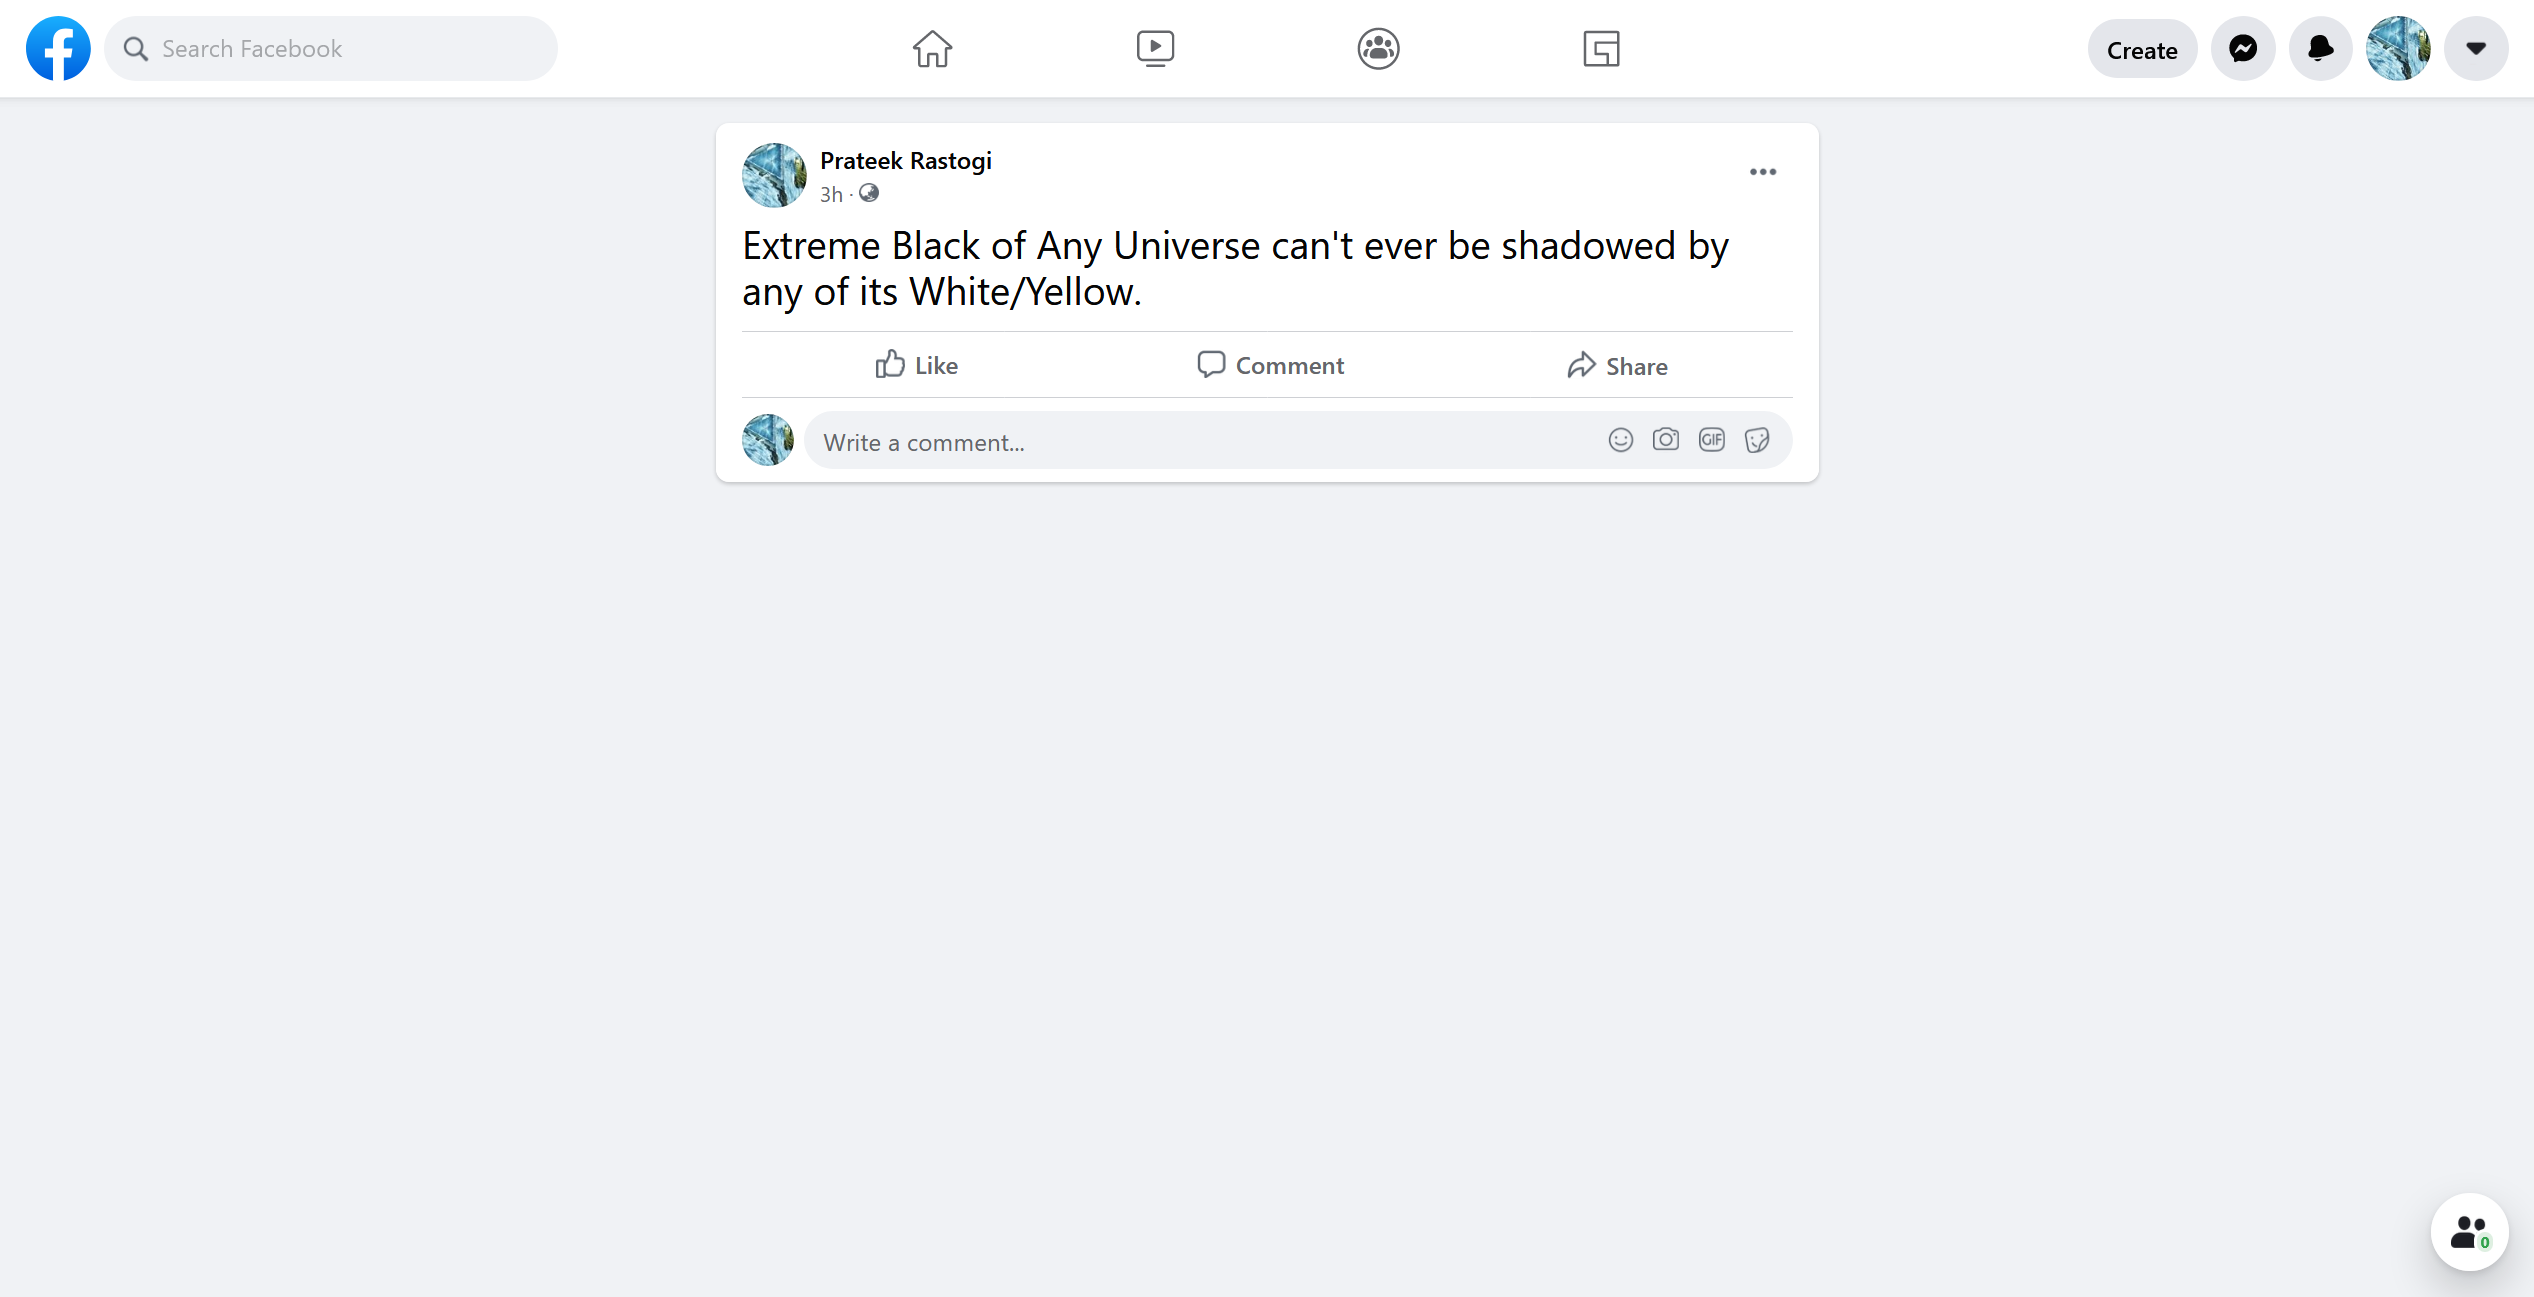 Search Facebook
Create
Prateek Rastogi
3h ·
Extreme Black of Any Universe can't ever be shadowed by
any of its White/Yellow.
Like
Comment
Share
Write a comment...
GIF
0